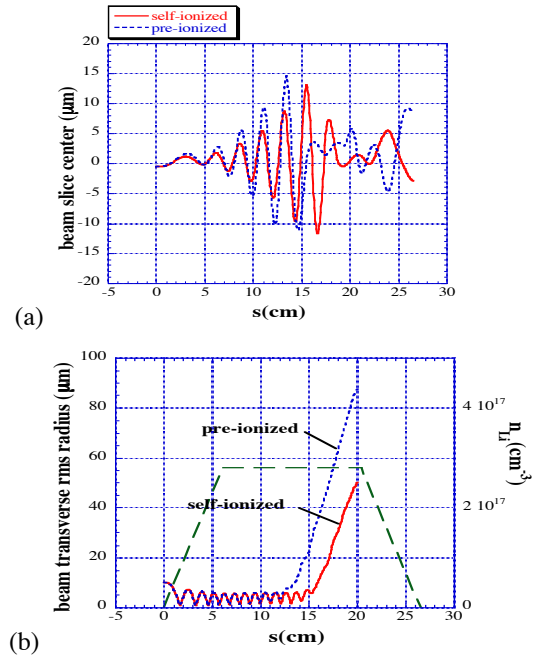 self-ionized
pre-ionized
20
15
10
5
0
-5
-10
-15
-20
beam slice center (μm)
-5 0 5 10 15 20 25 30
s(cm)
(a)
100
80
60
40
20
0
beam transverse rms radius (μm)
pre-ionized
self-ionized
4 10^17
2 10^17
0
n_Li(cm^-3)
-5 0 5 10 15 20 25 30
s(cm)
(b)